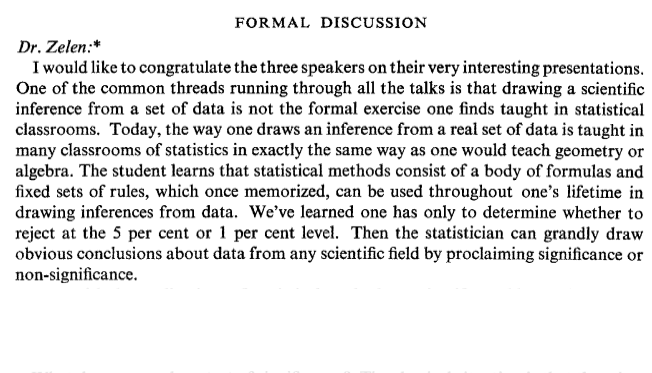 FORMAL DISCUSSION
Dr. Zelen:*
I would like to congratulate the three speakers on their very interesting presentations.
One of the common threads running through all the talks is that drawing a scientific
inference from a set of data is not the formal exercise one finds taught in statistical
classrooms. Today, the way one draws an inference from a real set of data is taught in
many classrooms of statistics in exactly the same way as one would teach geometry or
algebra. The student learns that statistical methods consist of a body of formulas and
fixed sets of rules, which once memorized, can be used throughout one's lifetime in
drawing inferences from data. We've learned one has only to determine whether to
reject at the 5 per cent or 1 per cent level. Then the statistician can grandly draw
obvious conclusions about data from any scientific field by proclaiming significance or
non-significance.